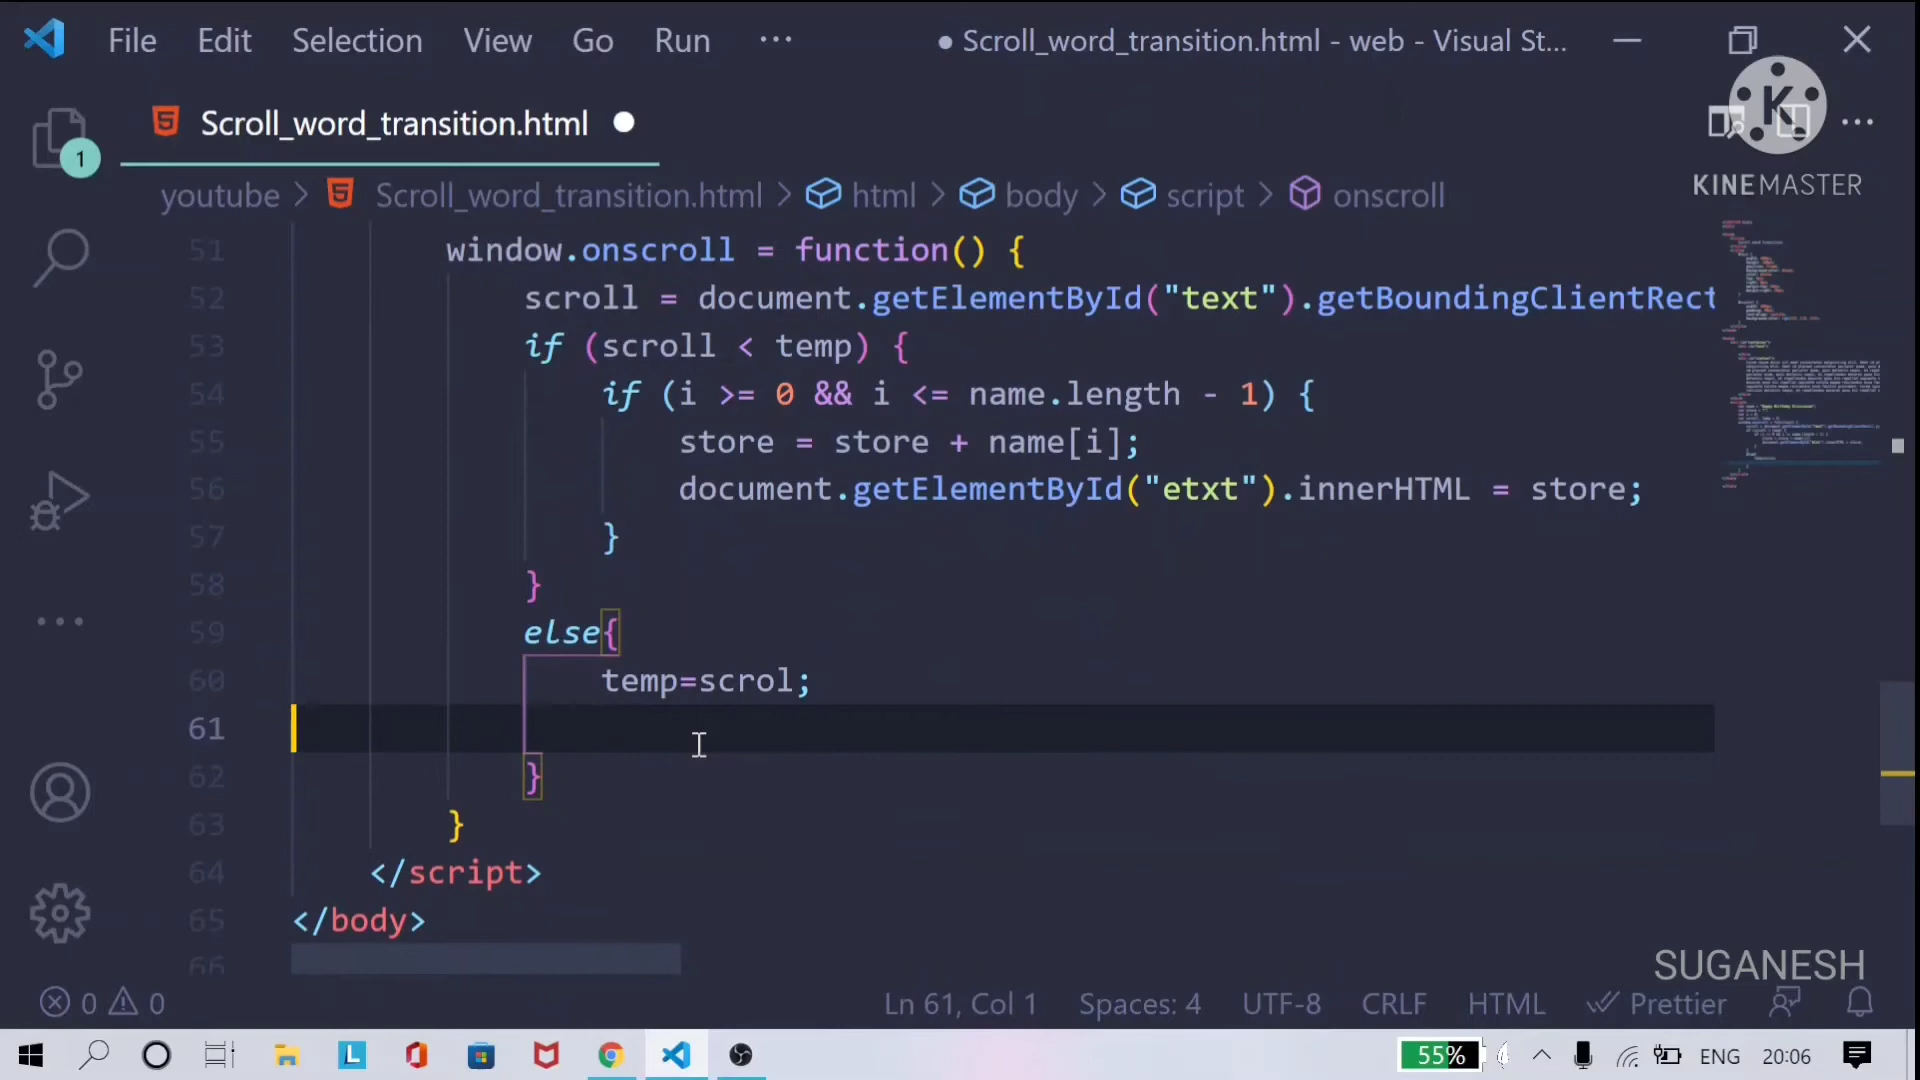 File Edit Selection View Go Run ··· ● Scroll_word_transition.html - web - Visual St...
Scroll_word_transition.html ●
1
K
KINEMASTER
youtube > Scroll_word_transition.html > html > body > script > onscroll
51 window.onscroll = function() {
52 scroll = document.getElementById("text").getBoundingClientRect
53 if (scroll < temp) {
54 if (i >= 0 && i <= name.length - 1) {
55 store = store + name[i];
56 document.getElementById("etxt").innerHTML = store;
57 }
58 }
59 else{
60 temp=scrol;
61
62 }
63 }
64 </script>
65 </body>
66
SUGANESH
0 0 Ln 61, Col 1 Spaces: 4 UTF-8 CRLF HTML Prettier
L 55% ENG 20:06